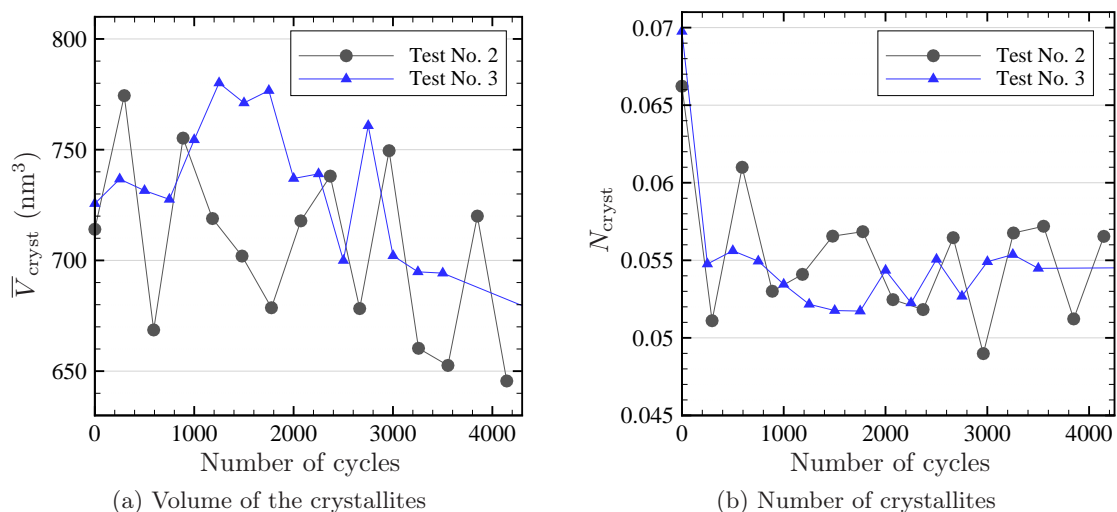 800
750
700
650
0
1000
2000
3000
4000
V̅cryst (nm³)
Number of cycles
Test No. 2
Test No. 3
(a) Volume of the crystallites
0.07
0.065
0.06
0.055
0.05
0.045
0
1000
2000
3000
4000
Ncryst
Number of cycles
Test No. 2
Test No. 3
(b) Number of crystallites